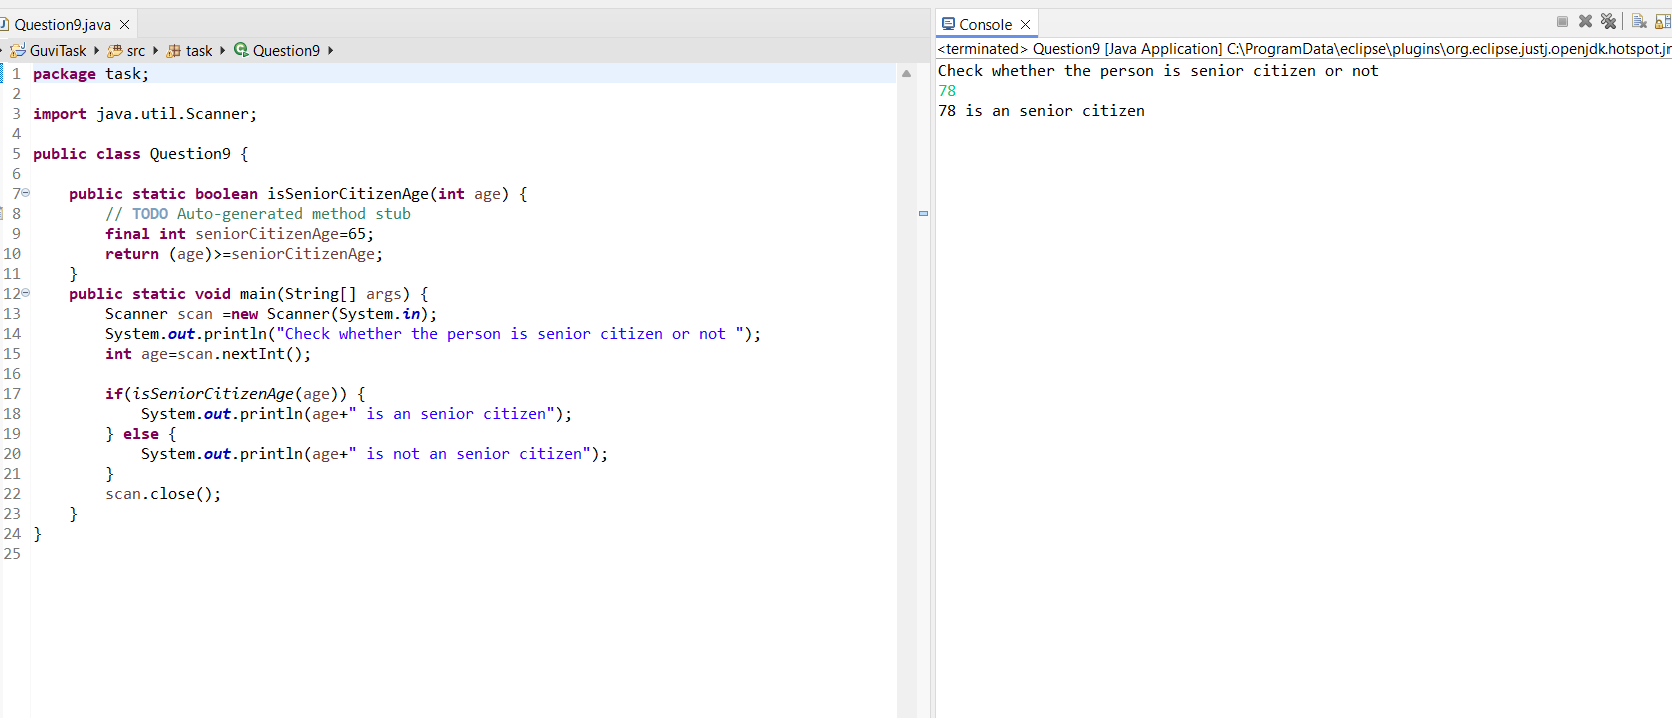 Question9.java
GuviTask src task Question9
1 package task;
2
3 import java.util.Scanner;
4
5 public class Question9 {
6
7 public static boolean isSeniorCitizenAge(int age) {
8 // TODO Auto-generated method stub
9 final int seniorCitizenAge=65;
10 return (age)>=seniorCitizenAge;
11 }
12 public static void main(String[] args) {
13 Scanner scan =new Scanner(System.in);
14 System.out.println("Check whether the person is senior citizen or not ");
15 int age=scan.nextInt();
16
17 if(isSeniorCitizenAge(age)) {
18 System.out.println(age+" is an senior citizen");
19 } else {
20 System.out.println(age+" is not an senior citizen");
21 }
22 scan.close();
23 }
24 }
25
Console
<terminated> Question9 [Java Application] C:\ProgramData\eclipse\plugins\org.eclipse.justj.openjdk.hotspot.jr
Check whether the person is senior citizen or not
78
78 is an senior citizen